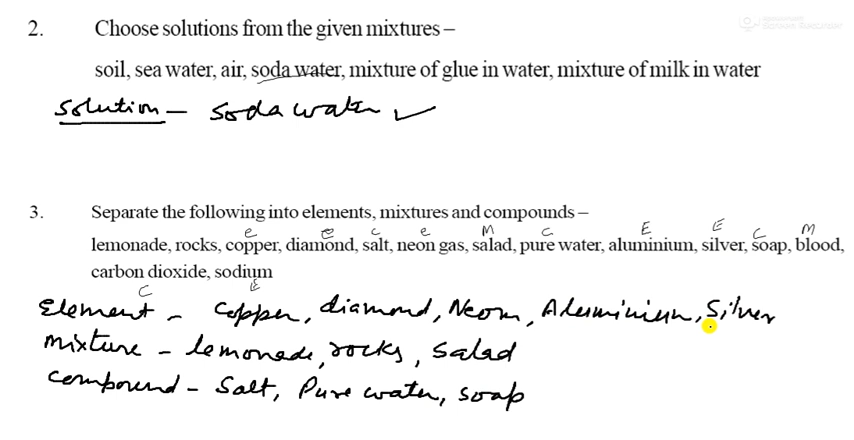 2. Choose solutions from the given mixtures –
soil, sea water, air, soda water, mixture of glue in water, mixture of milk in water
Solution – Soda water ✓
3. Separate the following into elements, mixtures and compounds –
e e c e M C E E C M
lemonade, rocks, copper, diamond, salt, neon gas, salad, pure water, aluminium, silver, soap, blood,
carbon dioxide, sodium
C E
Element – Copper, diamond, Neon, Aluminium, Silver
mixture – lemonade, rocks, salad
compound – Salt, Pure water, soap